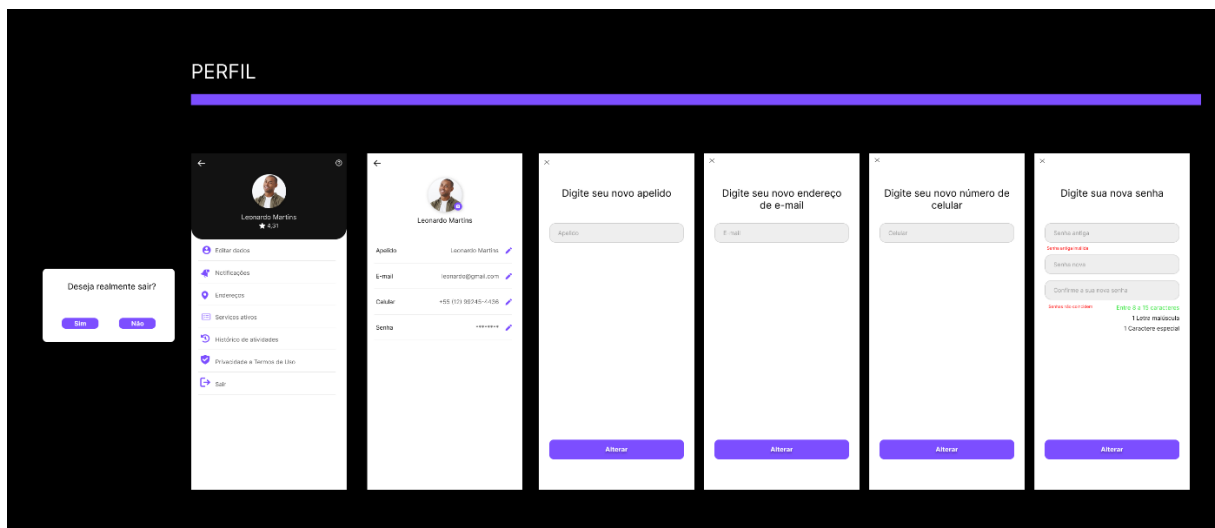 PERFIL
Deseja realmente sair?
Sim
Não
Leonardo Martins
4,31
Editar dados
Notificações
Endereços
Serviços ativos
Histórico de atividades
Privacidade e Termos de Uso
Sair
Leonardo Martins
Apelido
Leonardo Martins
E-mail
leonardo@gmail.com
Celular
Senha
********
Digite seu novo apelido
Apelido
Alterar
Digite seu novo endereço
de e-mail
E-mail
Alterar
Digite seu novo número de
celular
Celular
Alterar
Digite sua nova senha
Senha antiga
Senha antiga inválida
Senha nova
Confirme a sua nova senha
Entre 8 a 15 caracteres
1 Letra maiúscula
1 Caractere especial
Alterar